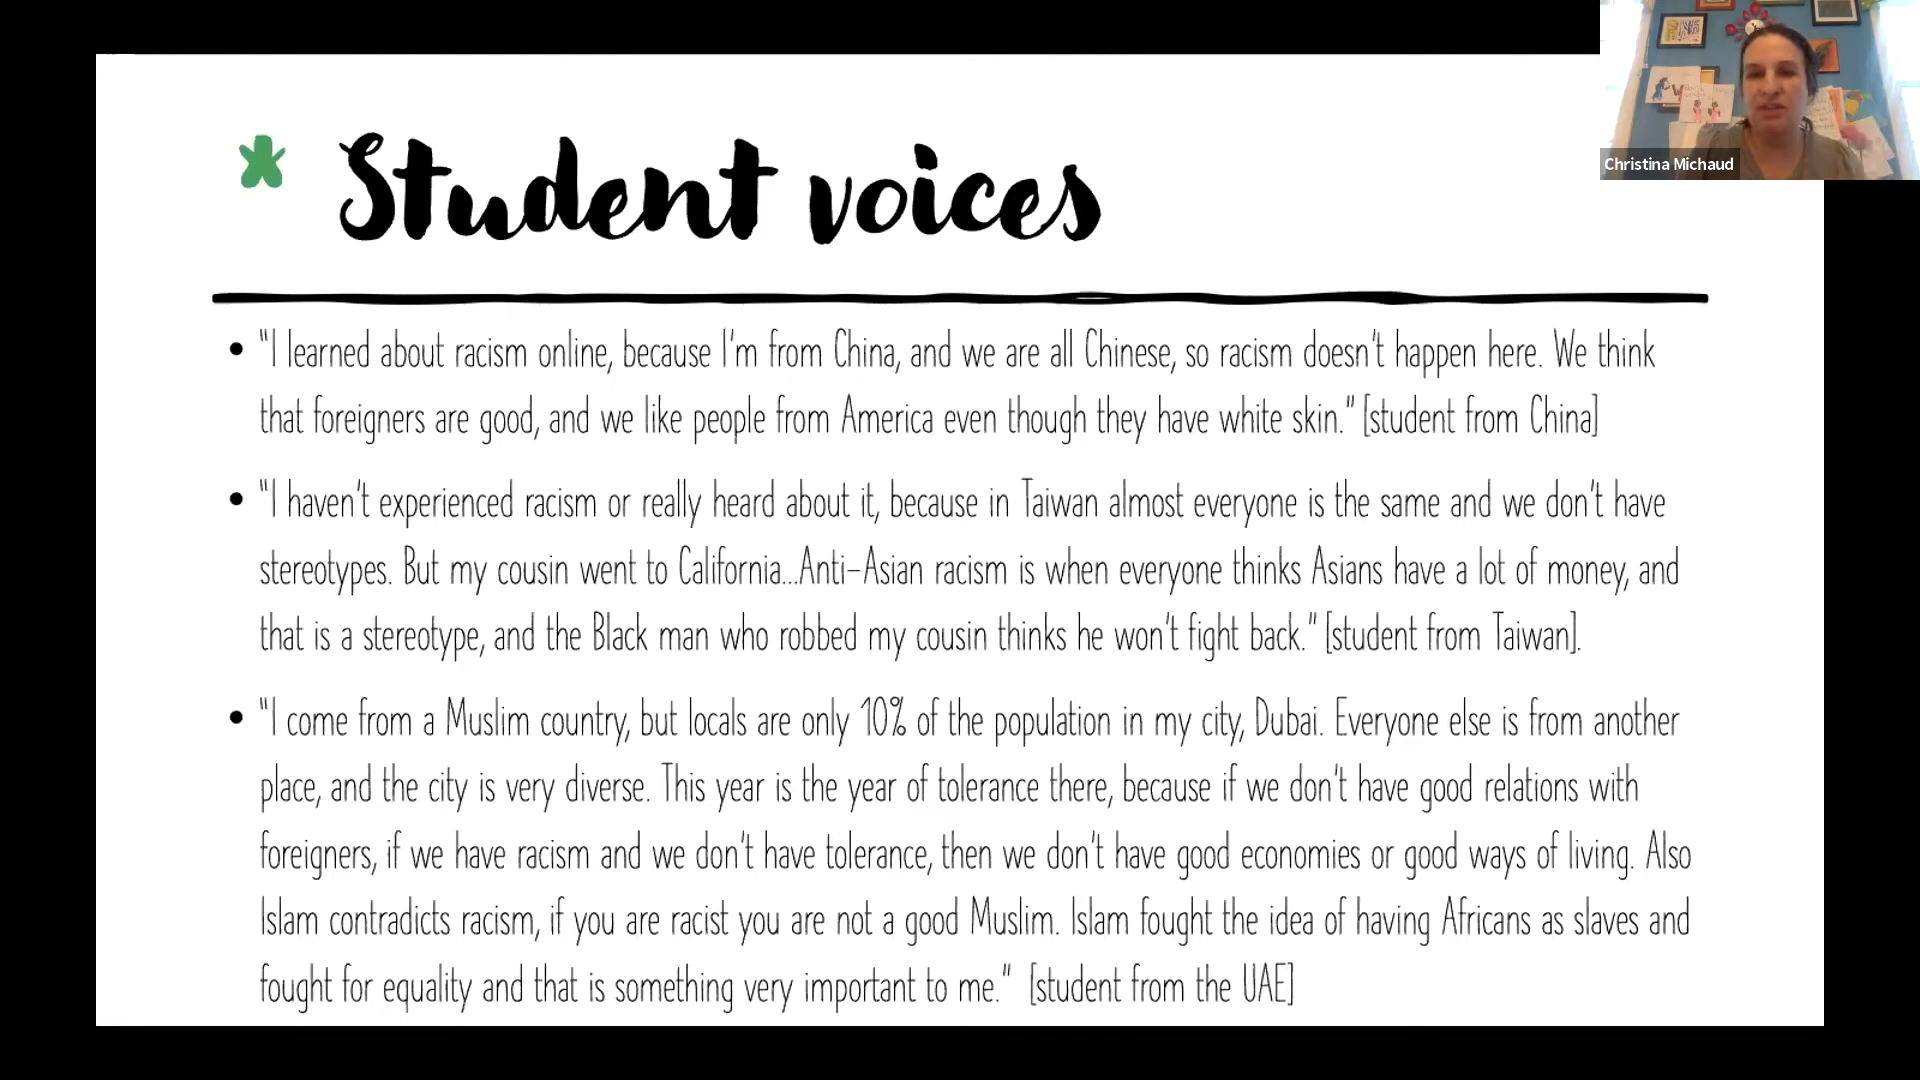 Christina Michaud
* Student voices
• "I learned about racism online, because I'm from China, and we are all Chinese, so racism doesn't happen here. We think
that foreigners are good, and we like people from America even though they have white skin." [student from China]
• "I haven't experienced racism or really heard about it, because in Taiwan almost everyone is the same and we don't have
stereotypes. But my cousin went to California...Anti-Asian racism is when everyone thinks Asians have a lot of money, and
that is a stereotype, and the Black man who robbed my cousin thinks he won't fight back." [student from Taiwan].
• "I come from a Muslim country, but locals are only 10% of the population in my city, Dubai. Everyone else is from another
place, and the city is very diverse. This year is the year of tolerance there, because if we don't have good relations with
foreigners, if we have racism and we don't have tolerance, then we don't have good economies or good ways of living. Also
Islam contradicts racism, if you are racist you are not a good Muslim. Islam fought the idea of having Africans as slaves and
fought for equality and that is something very important to me." [student from the UAE]